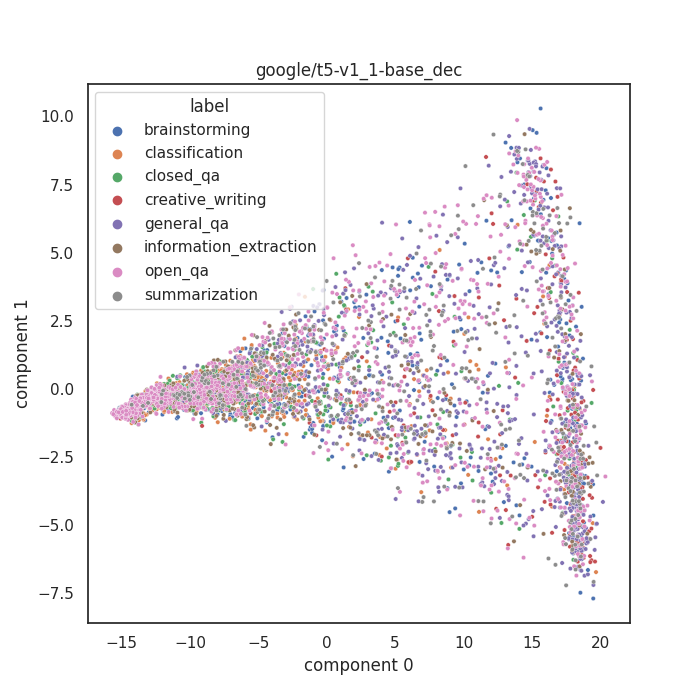 google/t5-v1_1-base_dec
label
brainstorming
classification
closed_qa
creative_writing
general_qa
information_extraction
open_qa
summarization
10.0
7.5
5.0
2.5
0.0
−2.5
−5.0
−7.5
component 1
−15 −10 −5 0 5 10 15 20
component 0